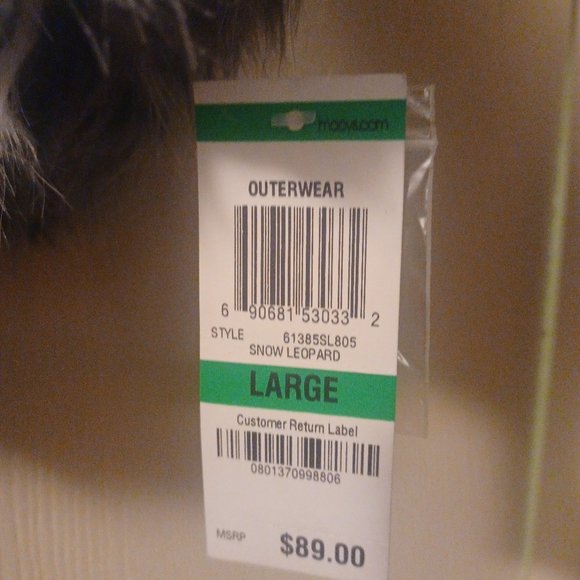 macys.com
OUTERWEAR
6 90681 53033 2
STYLE 61385SL805
SNOW LEOPARD
LARGE
Customer Return Label
0801370998806
MSRP $89.00